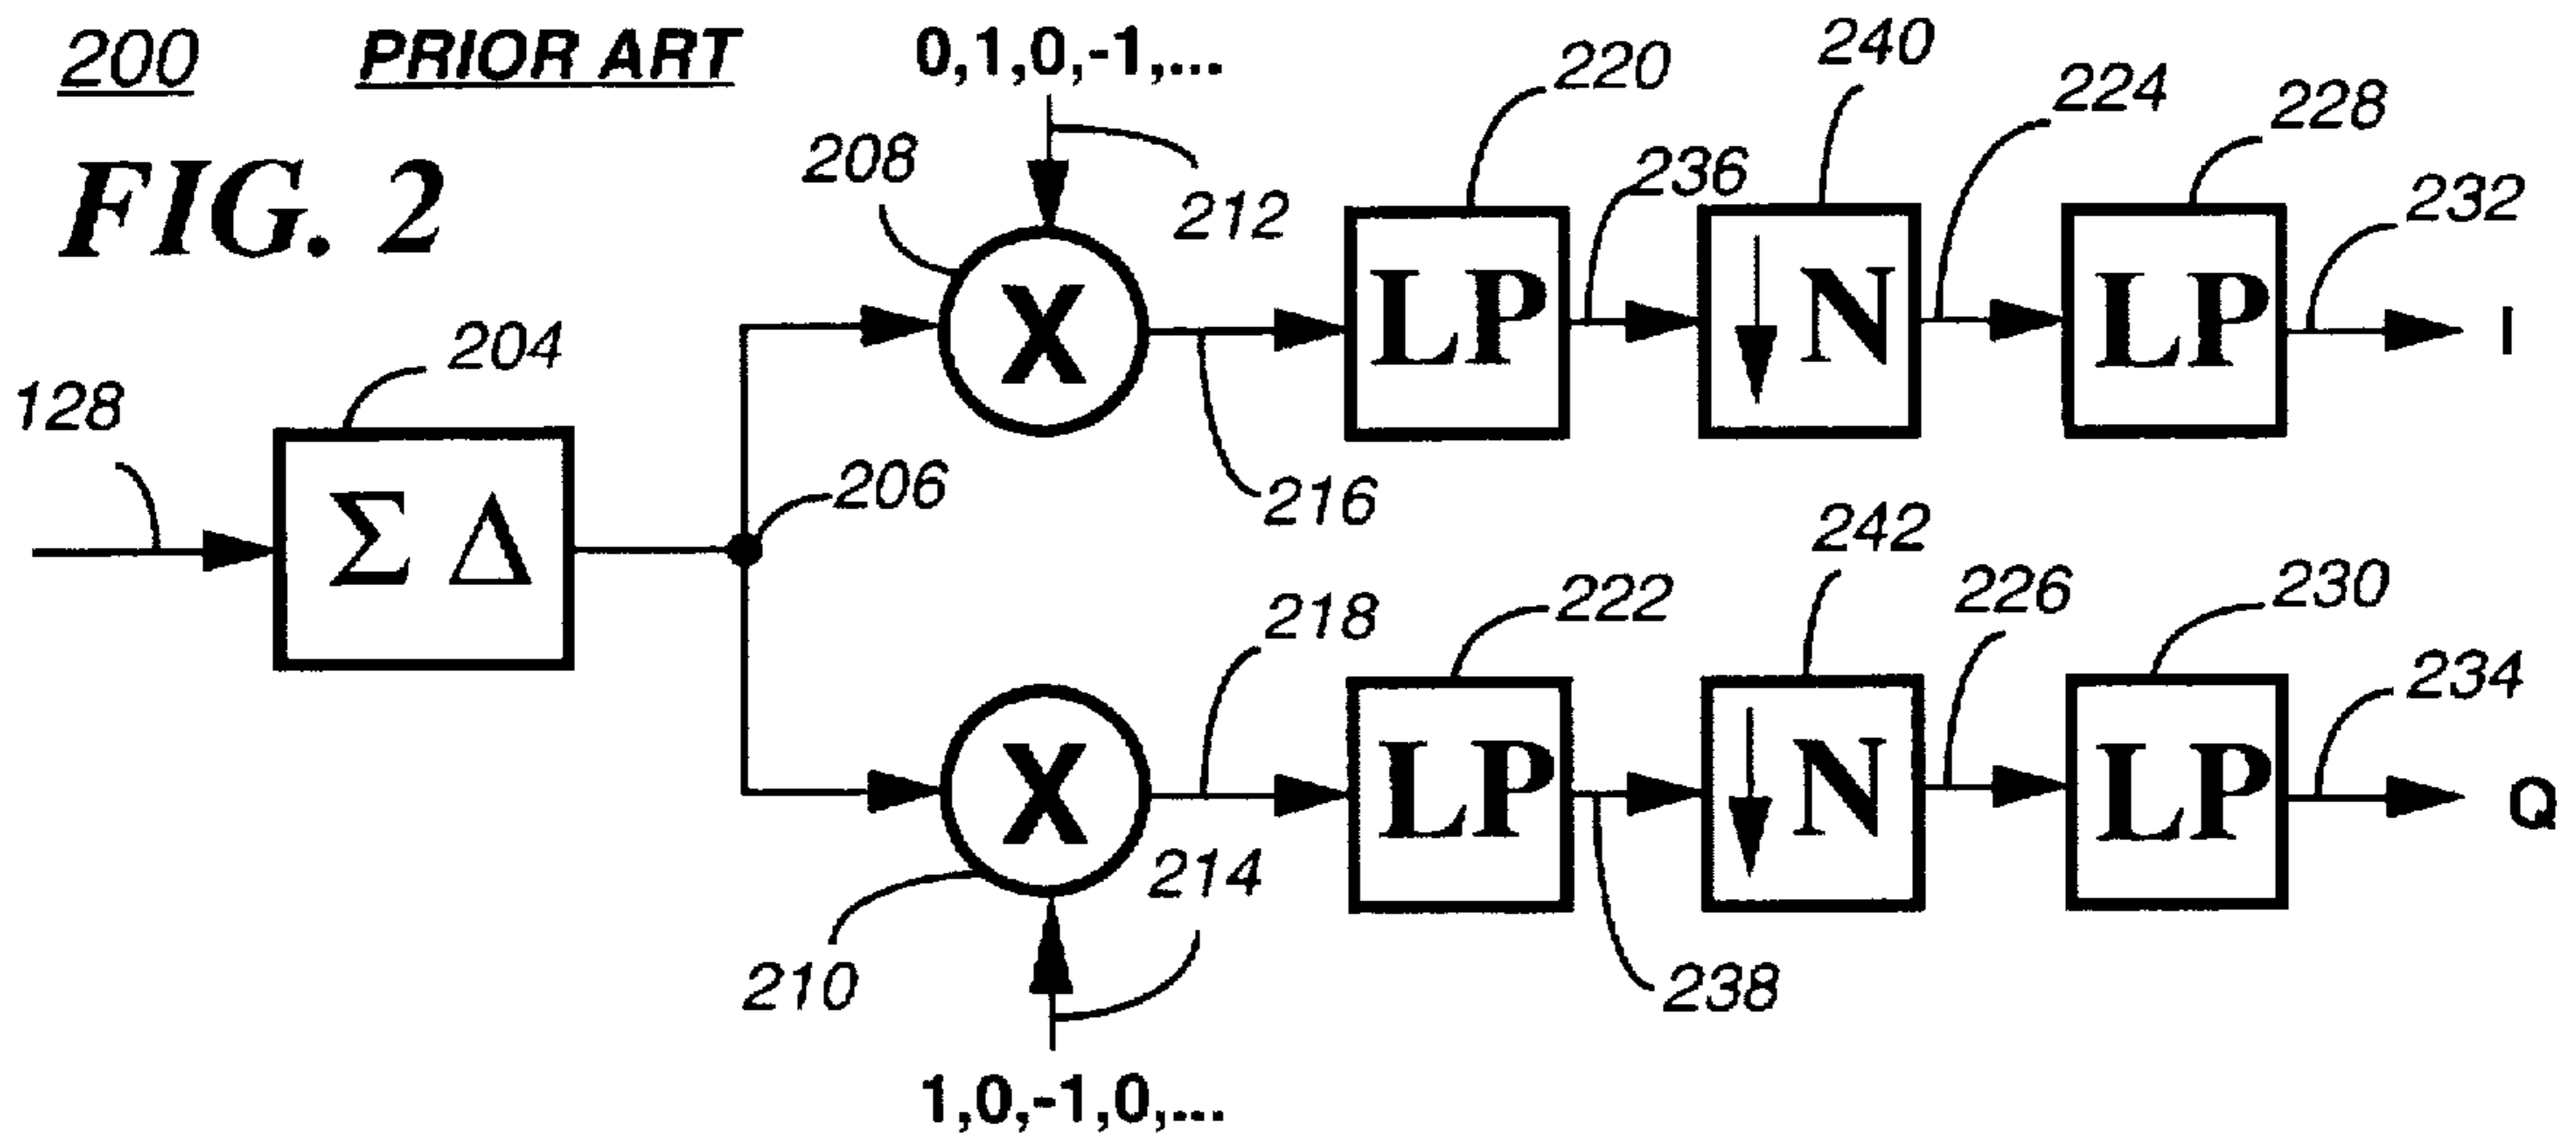 200 PRIOR ART
FIG. 2
0,1,0,-1,...
208
212
220
240
224
228
236
232
128
204
X
LP
↓ N
LP
I
Σ Δ
206
216
218
222
242
226
230
234
X
LP
↓ N
LP
Q
210
214
238
1,0,-1,0,...